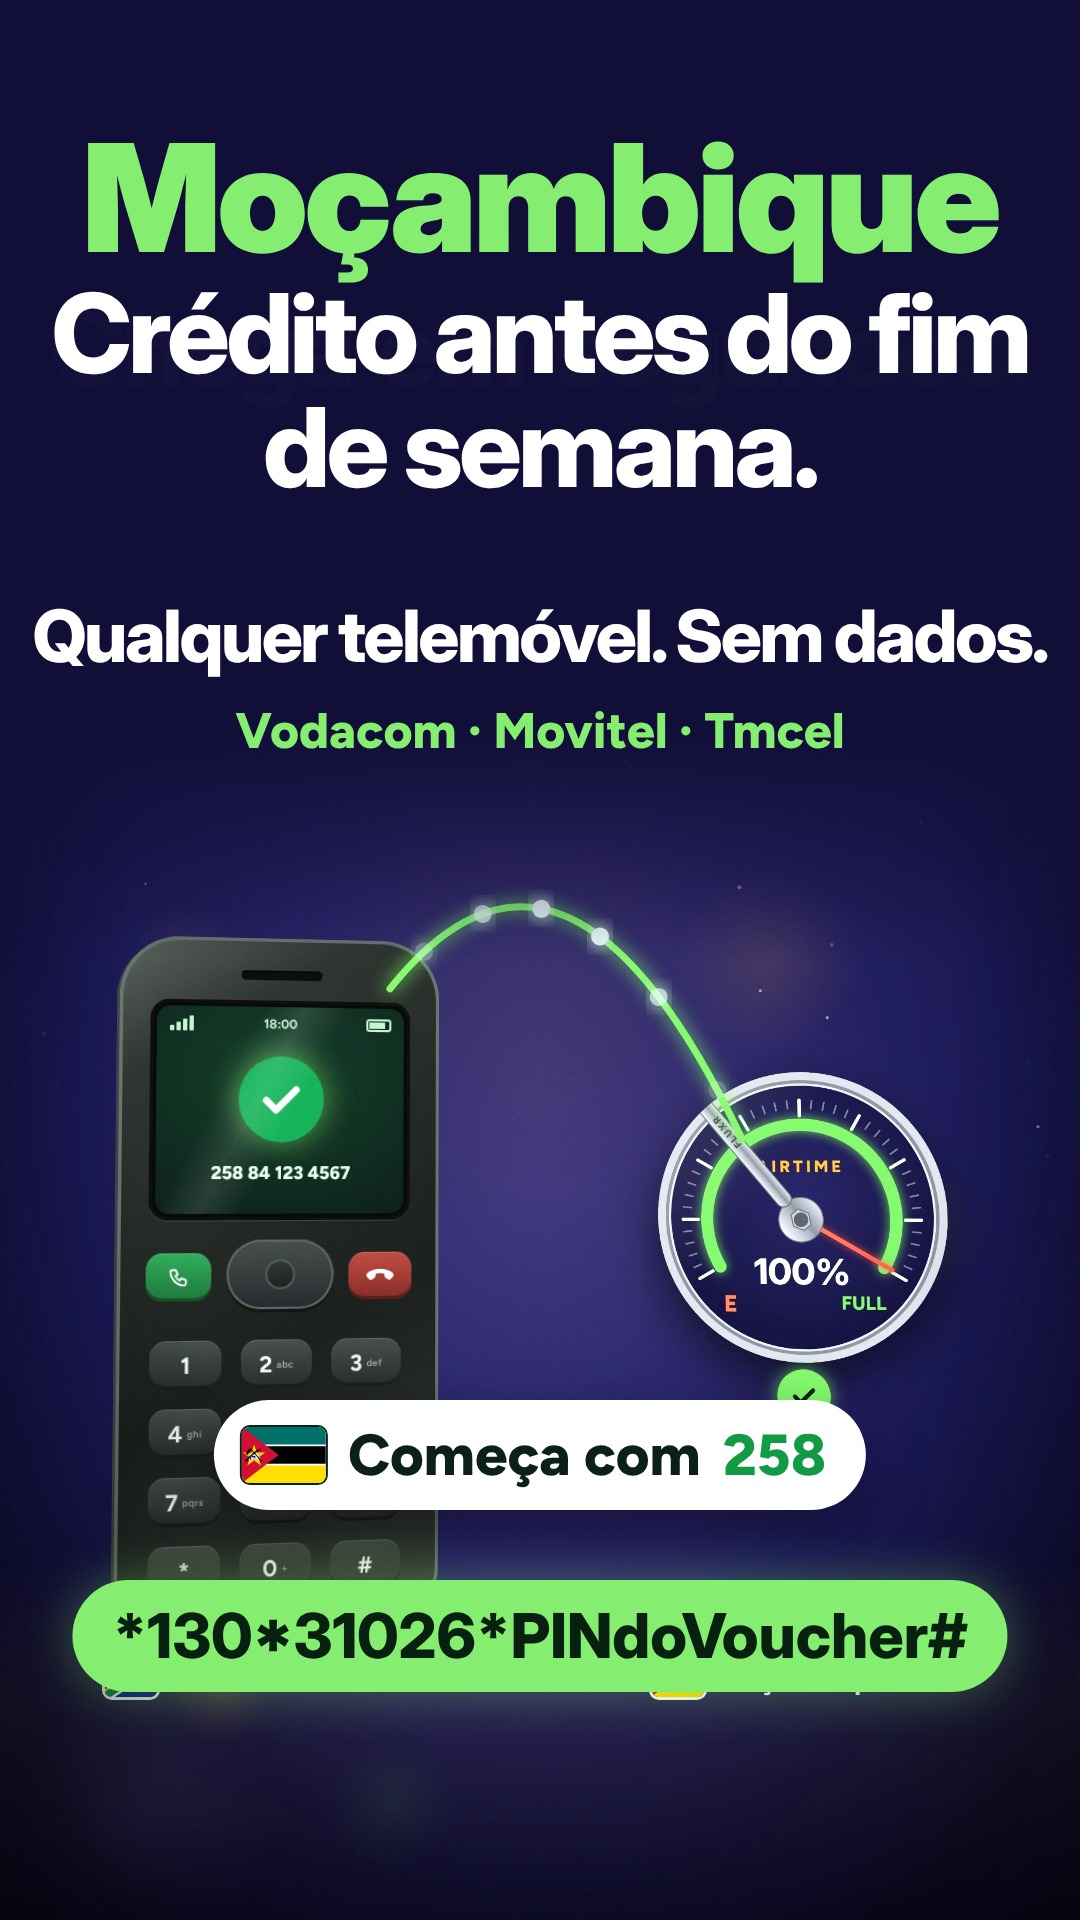 Moçambique
Crédito antes do fim
de semana.
Qualquer telemóvel. Sem dados.
Vodacom · Movitel · Tmcel
18:00
258 84 123 4567
FLUXR
IRTIME
100%
E
FULL
1
2 abc
3 def
4 ghi
Começa com 258
7 pqrs
*
0 +
#
*130*31026*PINdoVoucher#